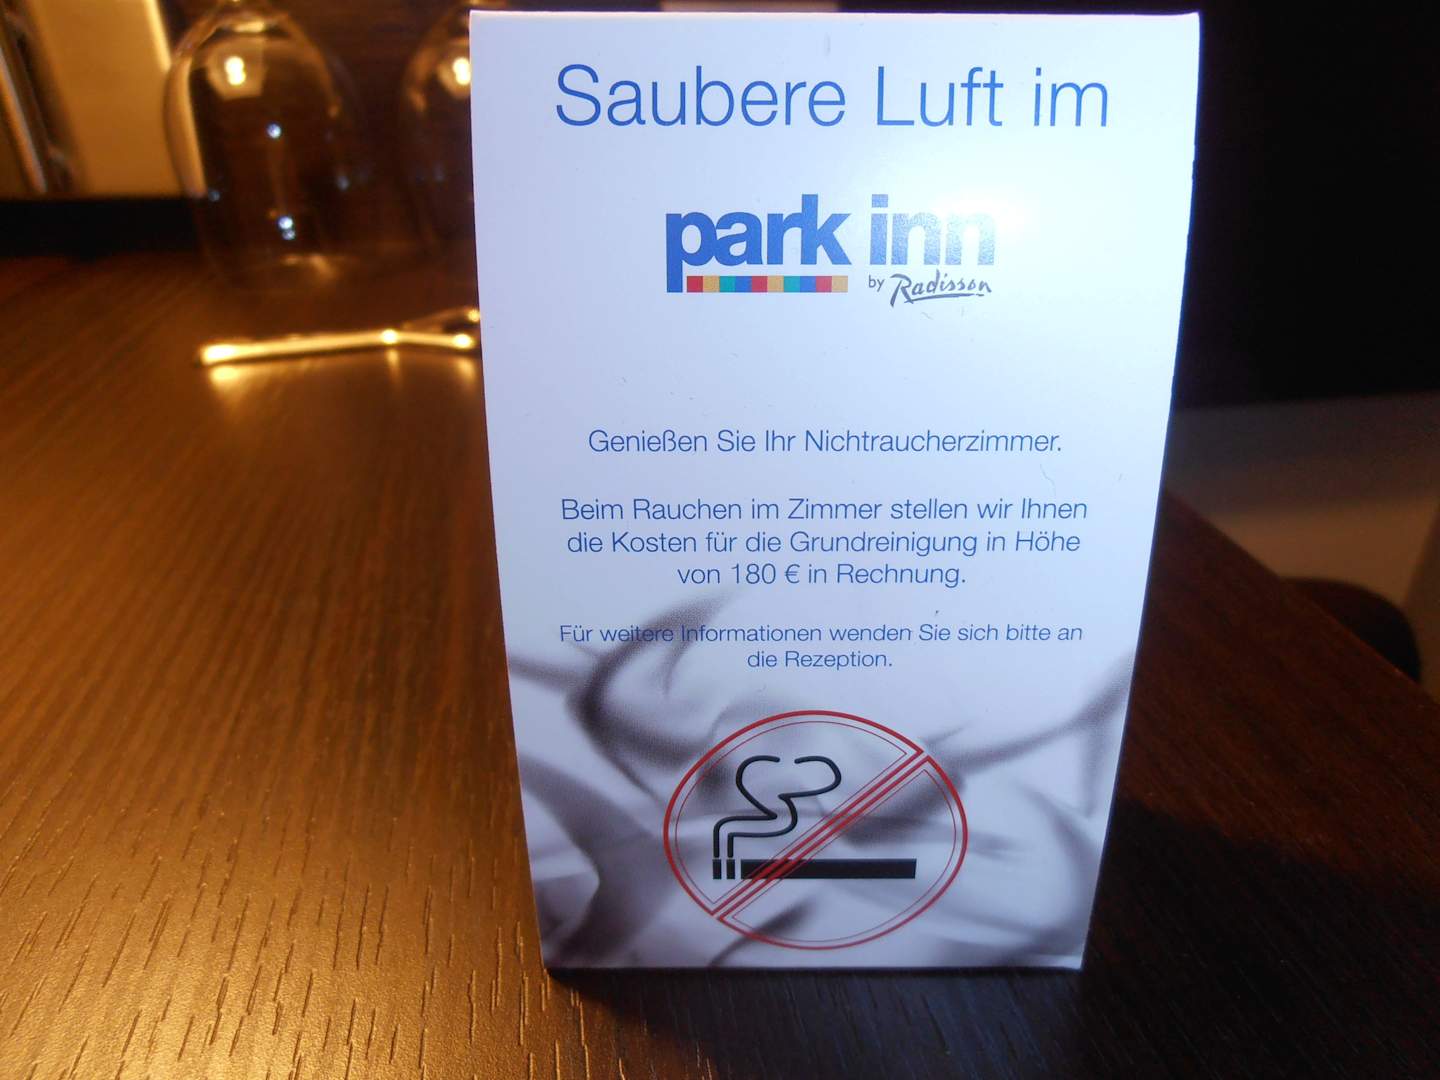 Saubere Luft im
park inn
by Radisson
Genießen Sie Ihr Nichtraucherzimmer.
Beim Rauchen im Zimmer stellen wir Ihnen
die Kosten für die Grundreinigung in Höhe
von 180 € in Rechnung.
Für weitere Informationen wenden Sie sich bitte an
die Rezeption.